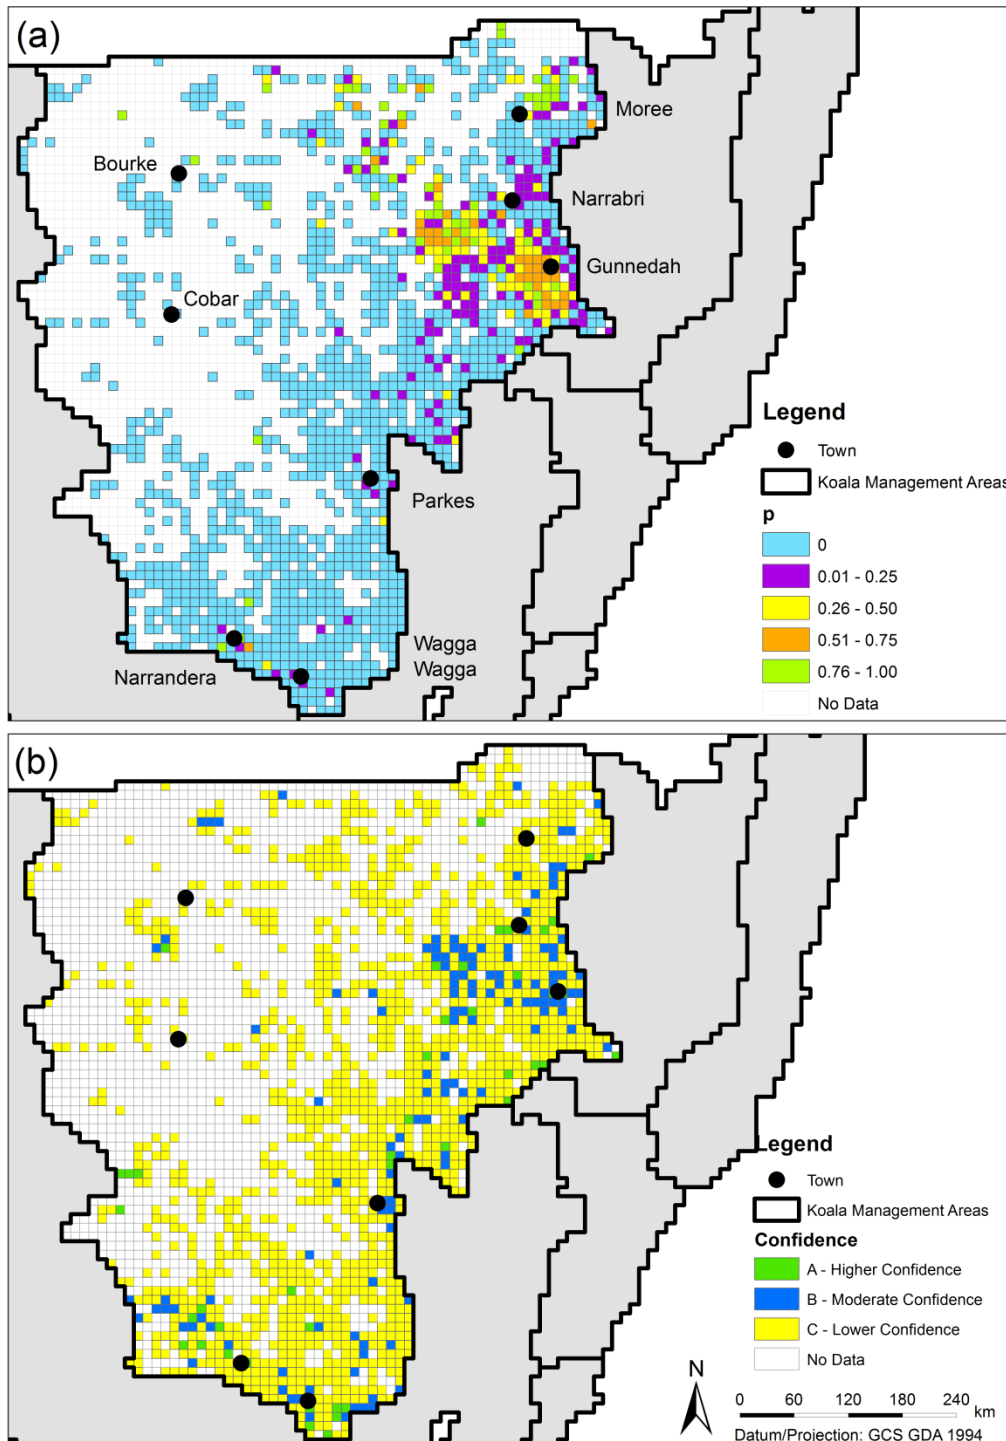 (a)
Moree
Bourke
Narrabri
Gunnedah
Cobar
Legend
Town
Koala Management Areas
Parkes
p
0
0.01 - 0.25
0.26 - 0.50
0.51 - 0.75
0.76 - 1.00
No Data
Wagga
Wagga
Narrandera
(b)
Legend
Town
Koala Management Areas
Confidence
A - Higher Confidence
B - Moderate Confidence
C - Lower Confidence
No Data
N
0 60 120 180 240
km
Datum/Projection: GCS GDA 1994